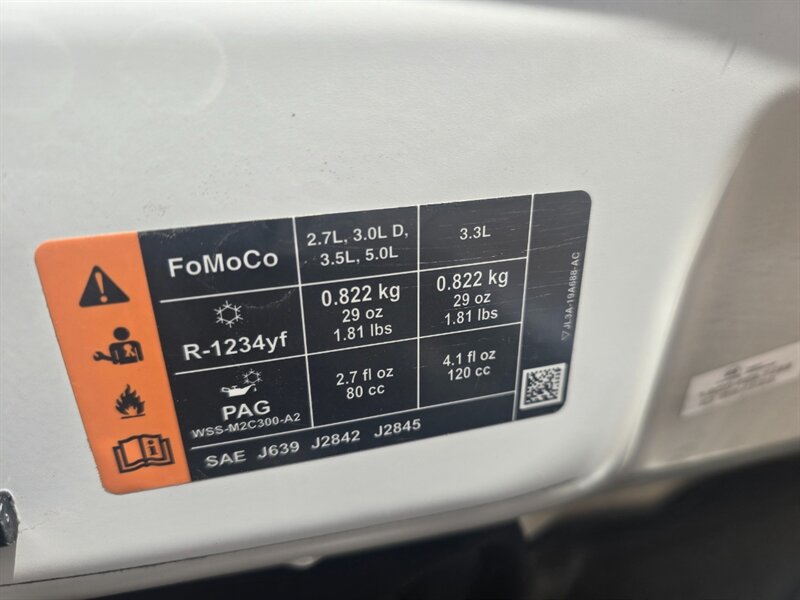 FoMoCo
2.7L, 3.0L D,
3.5L, 5.0L
3.3L
R-1234yf
0.822 kg
29 oz
1.81 lbs
0.822 kg
29 oz
1.81 lbs
PAG
WSS-M2C300-A2
2.7 fl oz
80 cc
4.1 fl oz
120 cc
SAE J639 J2842 J2845
JL3A-19A688-AC